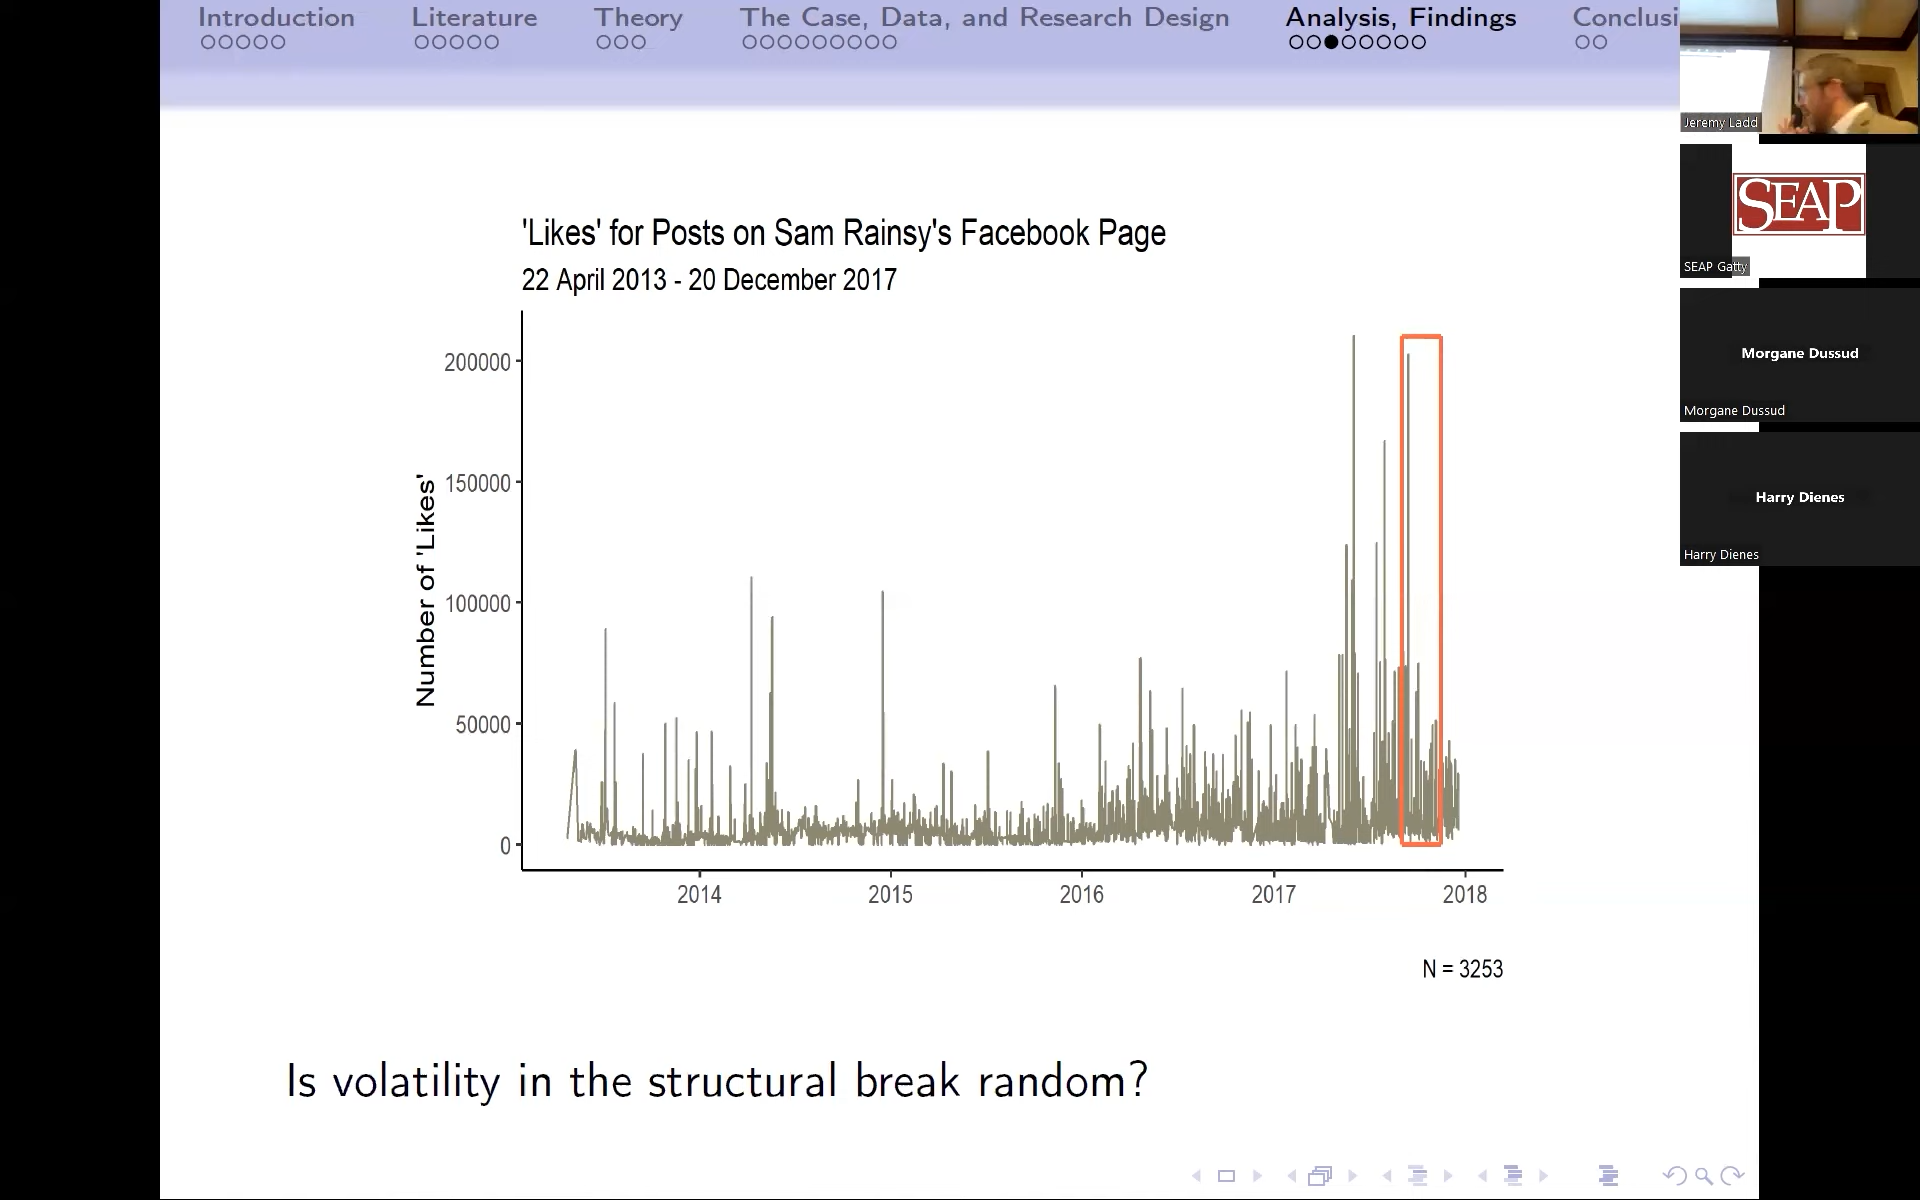 Introduction Literature Theory The Case, Data, and Research Design Analysis, Findings Conclusi
'Likes' for Posts on Sam Rainsy's Facebook Page
22 April 2013 - 20 December 2017
Number of 'Likes'
200000
150000
100000
50000
0
2014 2015 2016 2017 2018
N = 3253
Is volatility in the structural break random?
Jeremy Ladd
SEAP
SEAP Gatty
Morgane Dussud
Morgane Dussud
Harry Dienes
Harry Dienes